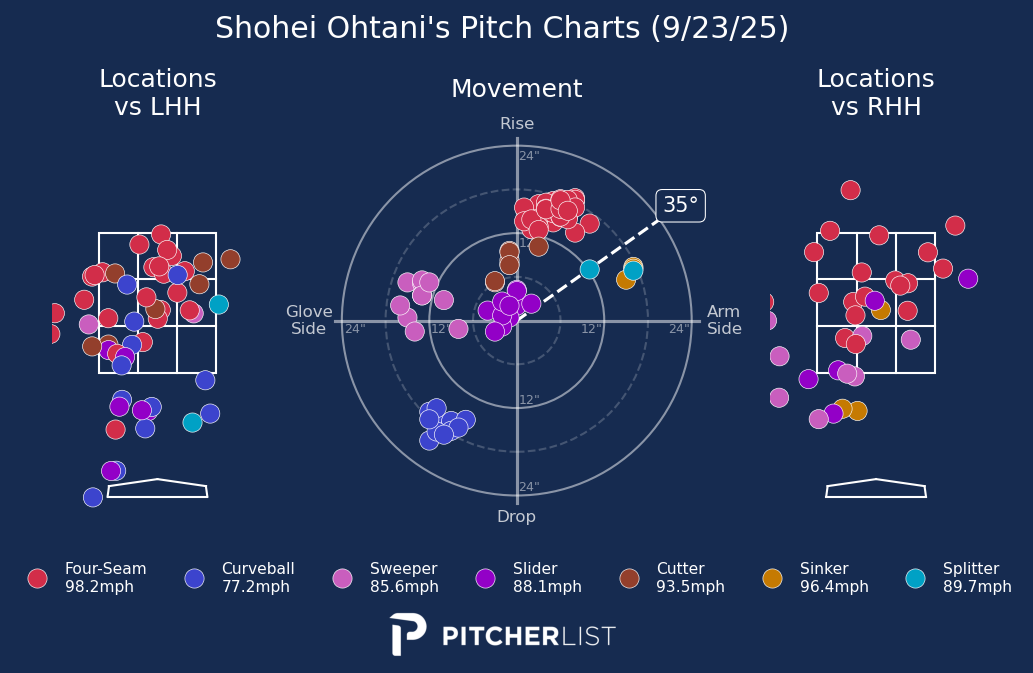 Shohei Ohtani's Pitch Charts (9/23/25)
Locations
vs LHH
Movement
Locations
vs RHH
Rise
24"
35°
12"
Glove
Side
24"
12"
12"
24"
Arm
Side
12"
24"
Drop
Four-Seam
98.2mph
Curveball
77.2mph
Sweeper
85.6mph
Slider
88.1mph
Cutter
93.5mph
Sinker
96.4mph
Splitter
89.7mph
PITCHERLIST